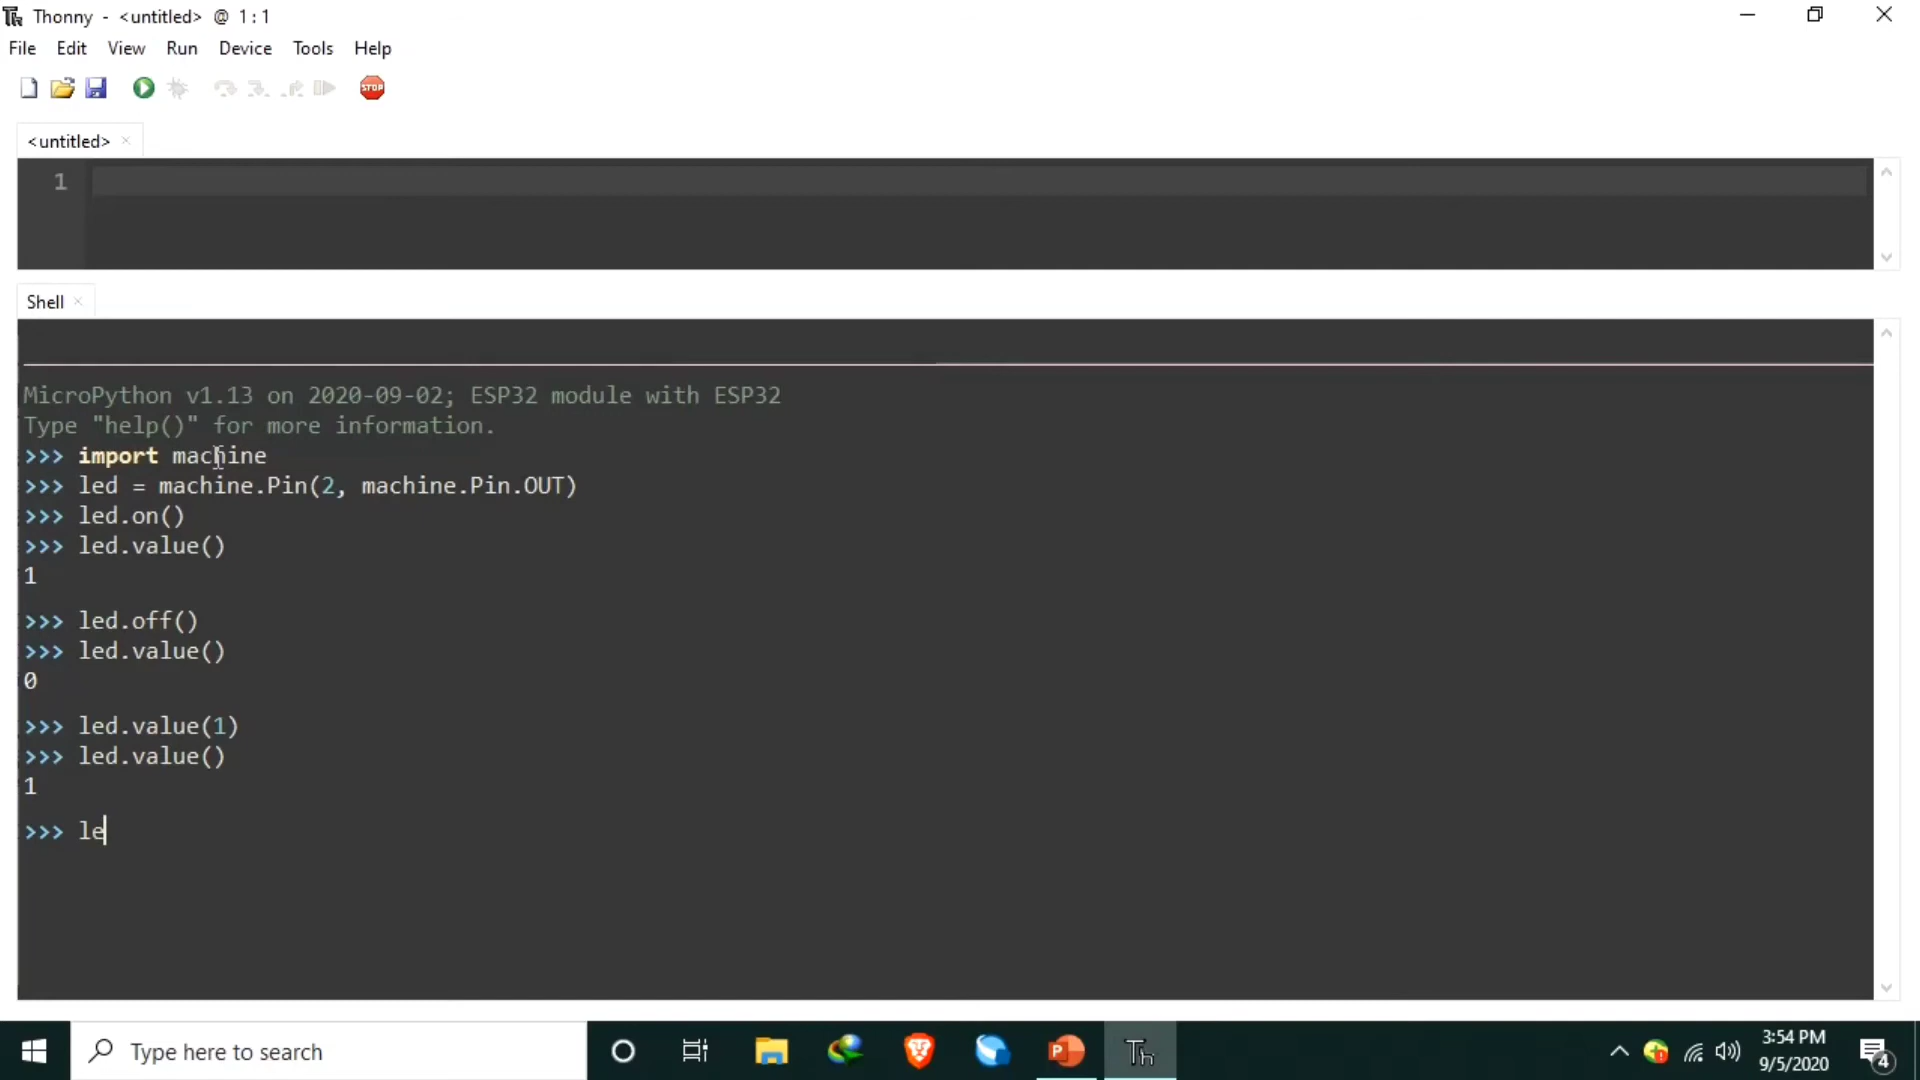 Thonny - <untitled> @ 1:1
File Edit View Run Device Tools Help
STOP
<untitled>
1
Shell
MicroPython v1.13 on 2020-09-02; ESP32 module with ESP32
Type "help()" for more information.
>>> import machine
>>> led = machine.Pin(2, machine.Pin.OUT)
>>> led.on()
>>> led.value()
1
>>> led.off()
>>> led.value()
0
>>> led.value(1)
>>> led.value()
1
>>> le
Type here to search
Th
3:54 PM
9/5/2020
4